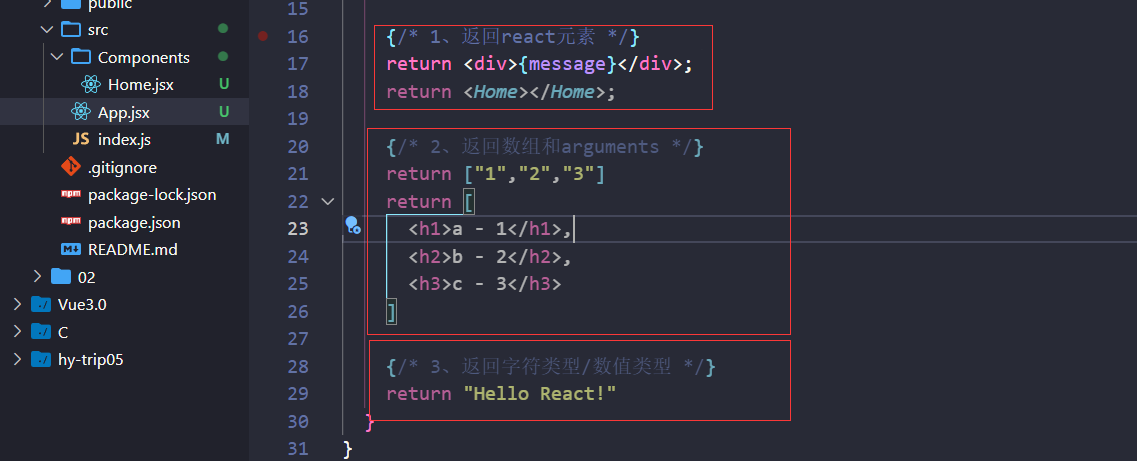 public
src
Components
Home.jsx U
App.jsx U
JS index.js M
.gitignore
npm package-lock.json
npm package.json
README.md
02
Vue3.0
C
hy-trip05
15
16 {/* 1、返回react元素 */}
17 return <div>{message}</div>;
18 return <Home></Home>;
19
20 {/* 2、返回数组和arguments */}
21 return ["1","2","3"]
22 return [
23 <h1>a - 1</h1>,
24 <h2>b - 2</h2>,
25 <h3>c - 3</h3>
26 ]
27
28 {/* 3、返回字符类型/数值类型 */}
29 return "Hello React!"
30 }
31 }